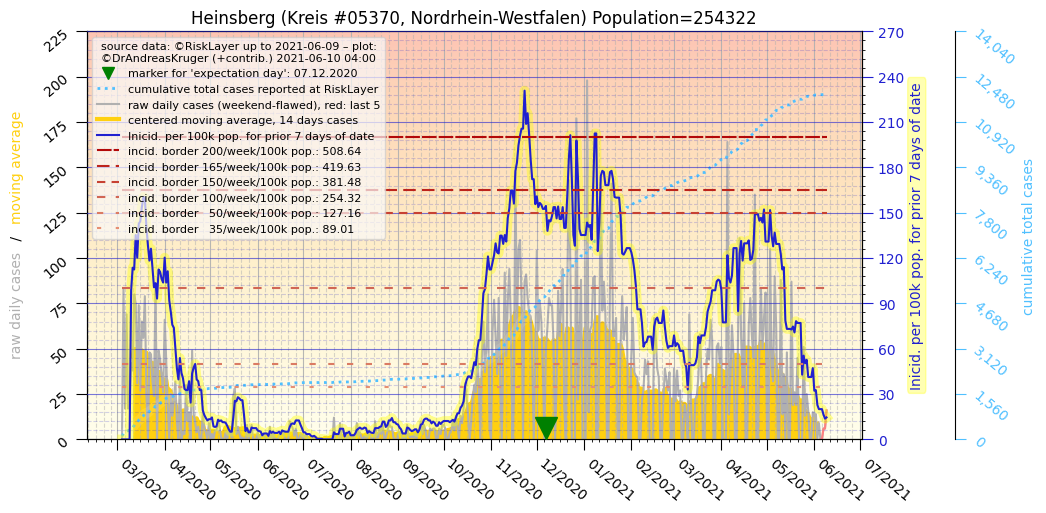 Heinsberg (Kreis #05370, Nordrhein-Westfalen) Population=254322
source data: ©RiskLayer up to 2021-06-09 – plot:
©DrAndreasKruger (+contrib.) 2021-06-10 04:00
marker for 'expectation day': 07.12.2020
cumulative total cases reported at RiskLayer
raw daily cases (weekend-flawed), red: last 5
centered moving average, 14 days cases
Inicid. per 100k pop. for prior 7 days of date
incid. border 200/week/100k pop.: 508.64
incid. border 165/week/100k pop.: 419.63
incid. border 150/week/100k pop.: 381.48
incid. border 100/week/100k pop.: 254.32
incid. border   50/week/100k pop.: 127.16
incid. border   35/week/100k pop.: 89.01
raw daily cases   /   moving average
225
200
175
150
125
100
75
50
25
0
270
240
210
180
150
120
90
60
30
0
Inicid. per 100k pop. for prior 7 days of date
14,040
12,480
10,920
9,360
7,800
6,240
4,680
3,120
1,560
0
cumulative total cases
03/2020
04/2020
05/2020
06/2020
07/2020
08/2020
09/2020
10/2020
11/2020
12/2020
01/2021
02/2021
03/2021
04/2021
05/2021
06/2021
07/2021